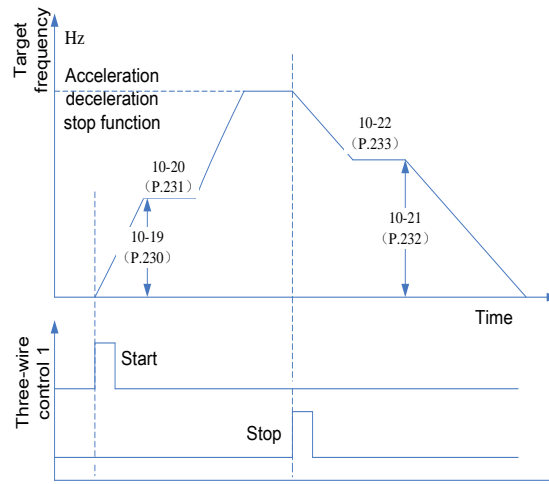 Target
frequency
Hz
Acceleration
deceleration
stop function
10-20
（P.231）
10-19
（P.230）
10-22
（P.233）
10-21
（P.232）
Time
Three-wire
control 1
Start
Stop